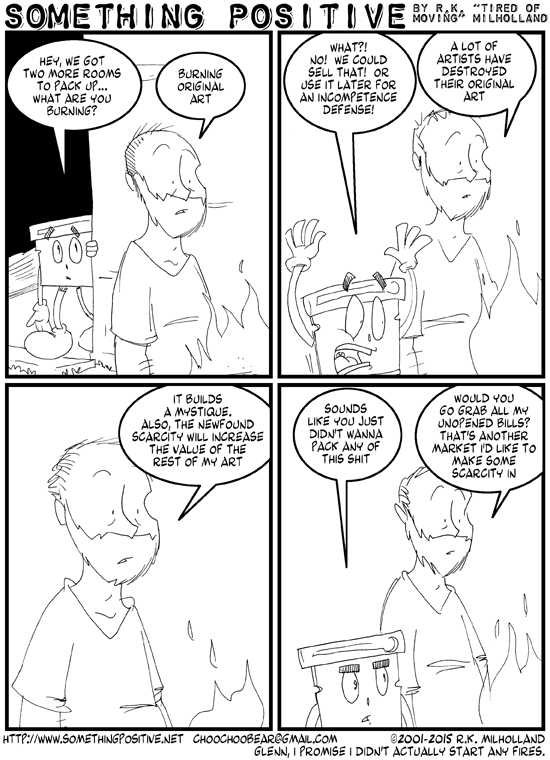 SOMETHING POSITIVE
BY R.K. "TIRED OF
MOVING" MILHOLLAND
HEY, WE GOT
TWO MORE ROOMS
TO PACK UP...
WHAT ARE YOU
BURNING?
BURNING
ORIGINAL
ART
WHAT?!
NO! WE COULD
SELL THAT! OR
USE IT LATER FOR
AN INCOMPETENCE
DEFENSE!
A LOT OF
ARTISTS HAVE
DESTROYED
THEIR ORIGINAL
ART
IT BUILDS
A MYSTIQUE.
ALSO, THE NEWFOUND
SCARCITY WILL INCREASE
THE VALUE OF THE
REST OF MY ART
SOUNDS
LIKE YOU JUST
DIDN'T WANNA
PACK ANY OF
THIS SHIT
WOULD YOU
GO GRAB ALL MY
UNOPENED BILLS?
THAT'S ANOTHER
MARKET I'D LIKE TO
MAKE SOME
SCARCITY IN
HTTP://WWW.SOMETHINGPOSITIVE.NET CHOOCHOOBEAR@GMAIL.COM ©2001-2015 R.K. MILHOLLAND
GLENN, I PROMISE I DIDN'T ACTUALLY START ANY FIRES.